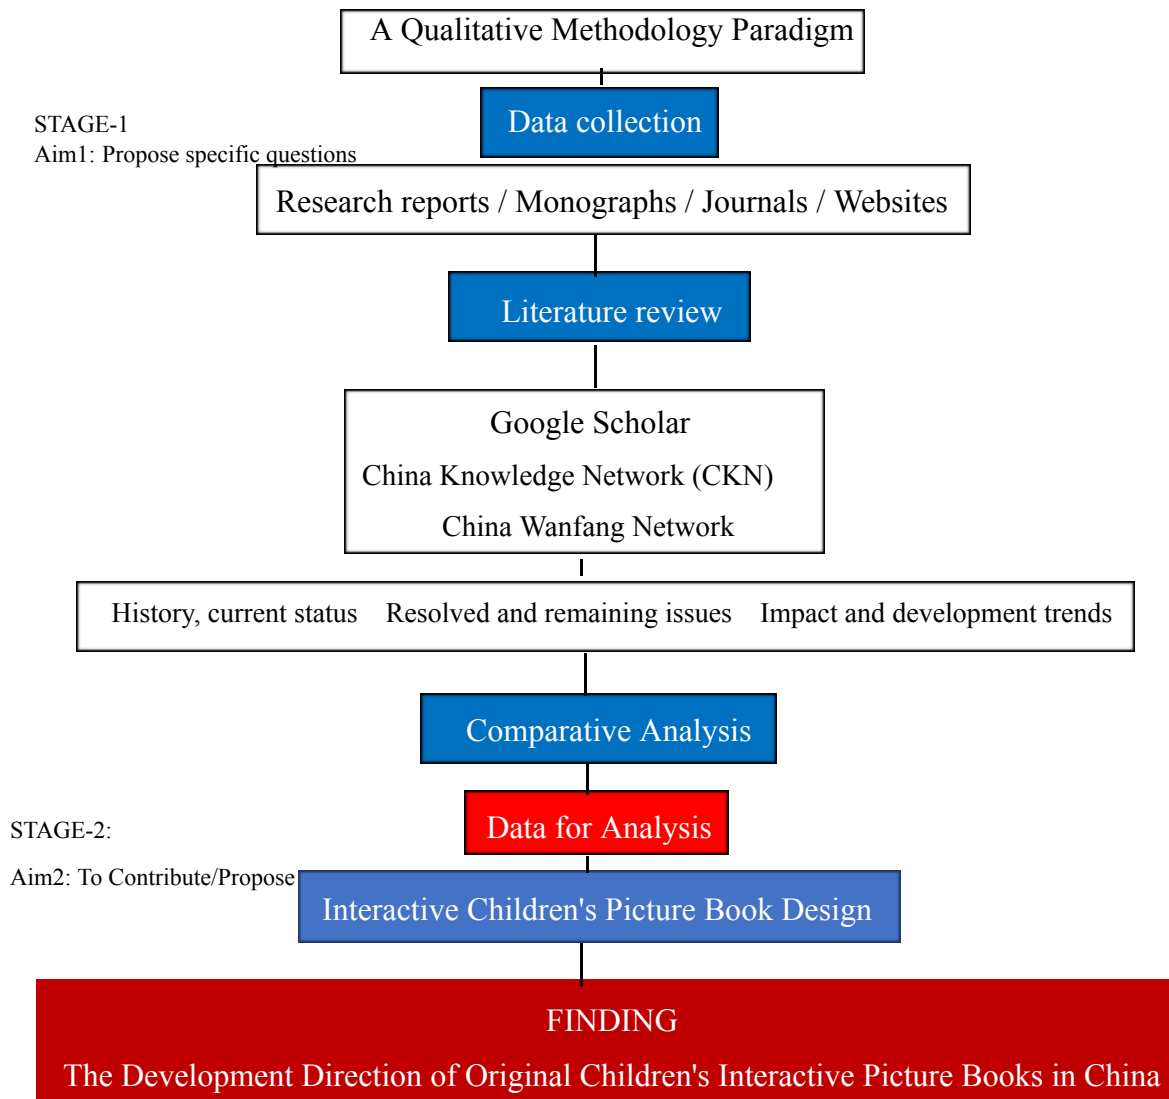 A Qualitative Methodology Paradigm
Data collection
STAGE-1
Aim1: Propose specific questions
Research reports / Monographs / Journals / Websites
Literature review
Google Scholar
China Knowledge Network (CKN)
China Wanfang Network
History, current status Resolved and remaining issues Impact and development trends
Comparative Analysis
Data for Analysis
STAGE-2:
Aim2: To Contribute/Propose
Interactive Children's Picture Book Design
FINDING
The Development Direction of Original Children's Interactive Picture Books in China